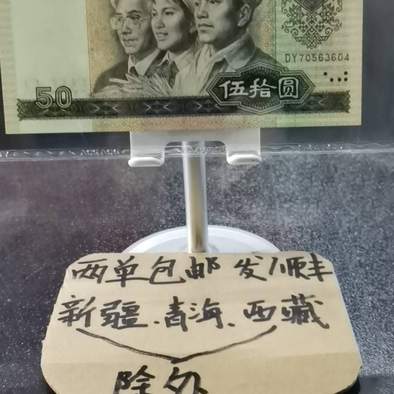 DY70563604
50 伍拾圆
两单包邮发顺丰
新疆、青海、西藏
除外